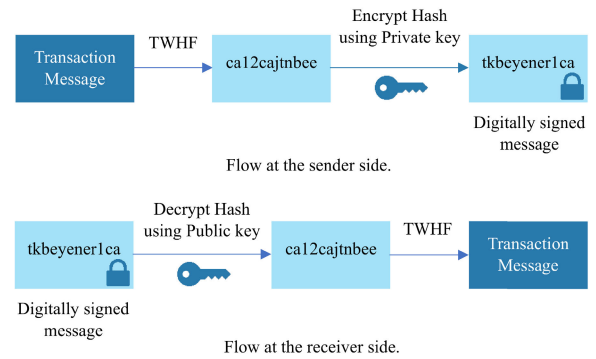 Transaction
Message
TWHF
ca12cajtnbee
Encrypt Hash
using Private key
tkbeyener1ca
Digitally signed
message
Flow at the sender side.
tkbeyener1ca
Digitally signed
message
Decrypt Hash
using Public key
ca12cajtnbee
TWHF
Transaction
Message
Flow at the receiver side.